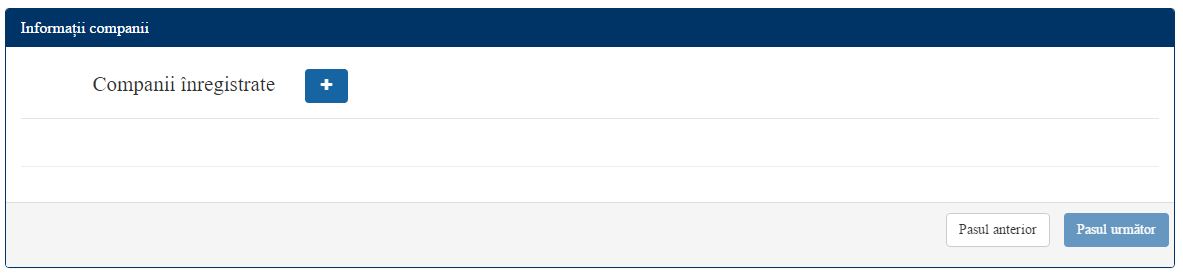 Informații companii
Companii înregistrate
Pasul anterior
Pasul următor